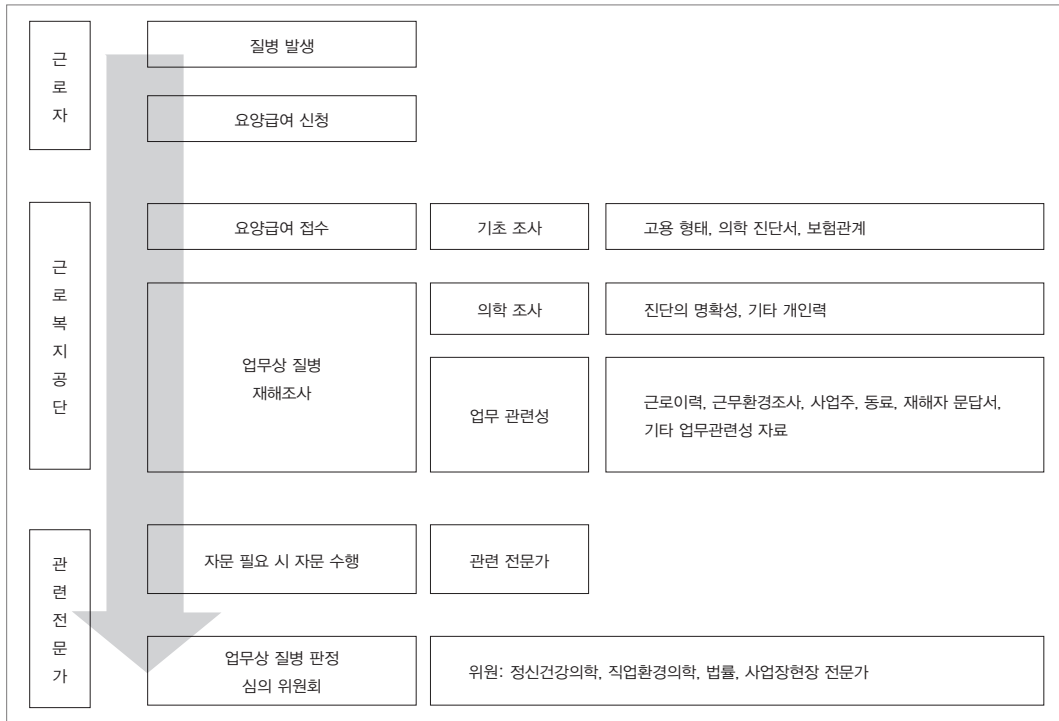 근로자
질병 발생
요양급여 신청
근로복지공단
요양급여 접수
기초 조사
고용 형태, 의학 진단서, 보험관계
업무상 질병
재해조사
의학 조사
진단의 명확성, 기타 개인력
업무 관련성
근로이력, 근무환경조사, 사업주, 동료, 재해자 문답서,
기타 업무관련성 자료
관련전문가
자문 필요 시 자문 수행
관련 전문가
업무상 질병 판정
심의 위원회
위원: 정신건강의학, 직업환경의학, 법률, 사업장현장 전문가